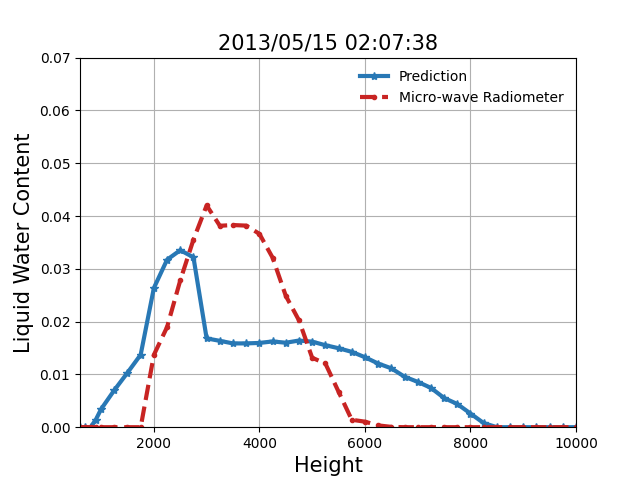 2013/05/15 02:07:38
0.07
0.06
0.05
0.04
0.03
0.02
0.01
0.00
Liquid Water Content
Prediction
Micro-wave Radiometer
2000 4000 6000 8000 10000
Height